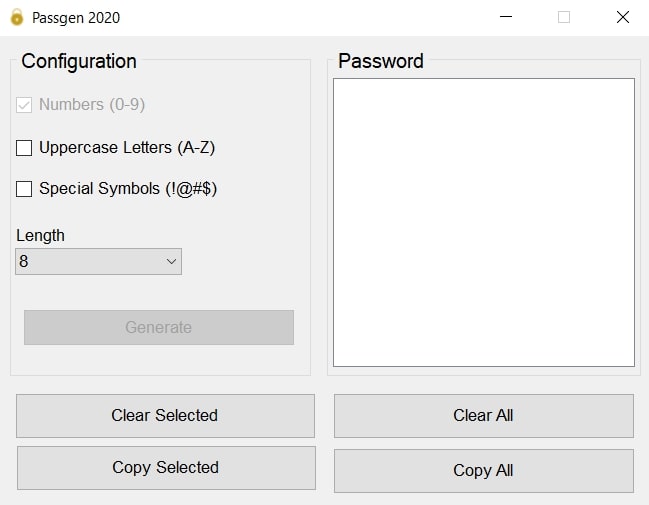 Passgen 2020
Configuration
Numbers (0-9)
Uppercase Letters (A-Z)
Special Symbols (!@#$)
Length
8
Generate
Password
Clear Selected
Clear All
Copy Selected
Copy All